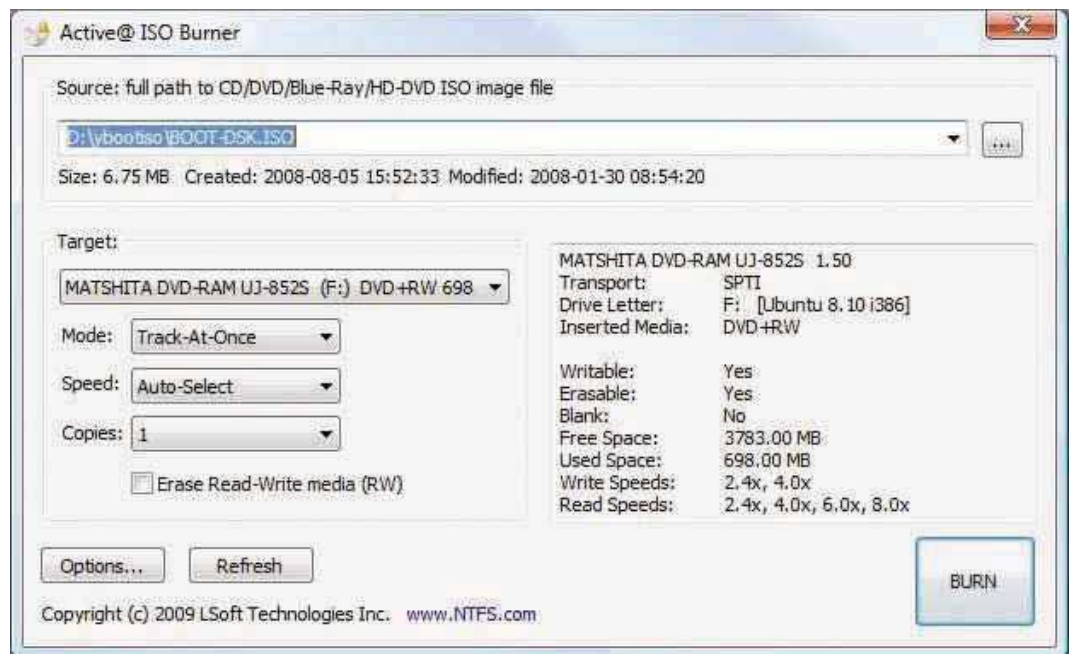 Active@ ISO Burner
Source: full path to CD/DVD/Blue-Ray/HD-DVD ISO image file
D:\ybootiso\BOOT-DSK.ISO
...
Size: 6.75 MB Created: 2008-08-05 15:52:33 Modified: 2008-01-30 08:54:20
Target:
MATSHITA DVD-RAM UJ-852S (F:) DVD+RW 698
Mode: Track-At-Once
Speed: Auto-Select
Copies: 1
Erase Read-Write media (RW)
MATSHITA DVD-RAM UJ-852S 1.50
Transport: SPTI
Drive Letter: F: [Ubuntu 8.10 i386]
Inserted Media: DVD+RW
Writable: Yes
Erasable: Yes
Blank: No
Free Space: 3783.00 MB
Used Space: 698.00 MB
Write Speeds: 2.4x, 4.0x
Read Speeds: 2.4x, 4.0x, 6.0x, 8.0x
Options... Refresh
BURN
Copyright (c) 2009 LSoft Technologies Inc. www.NTFS.com